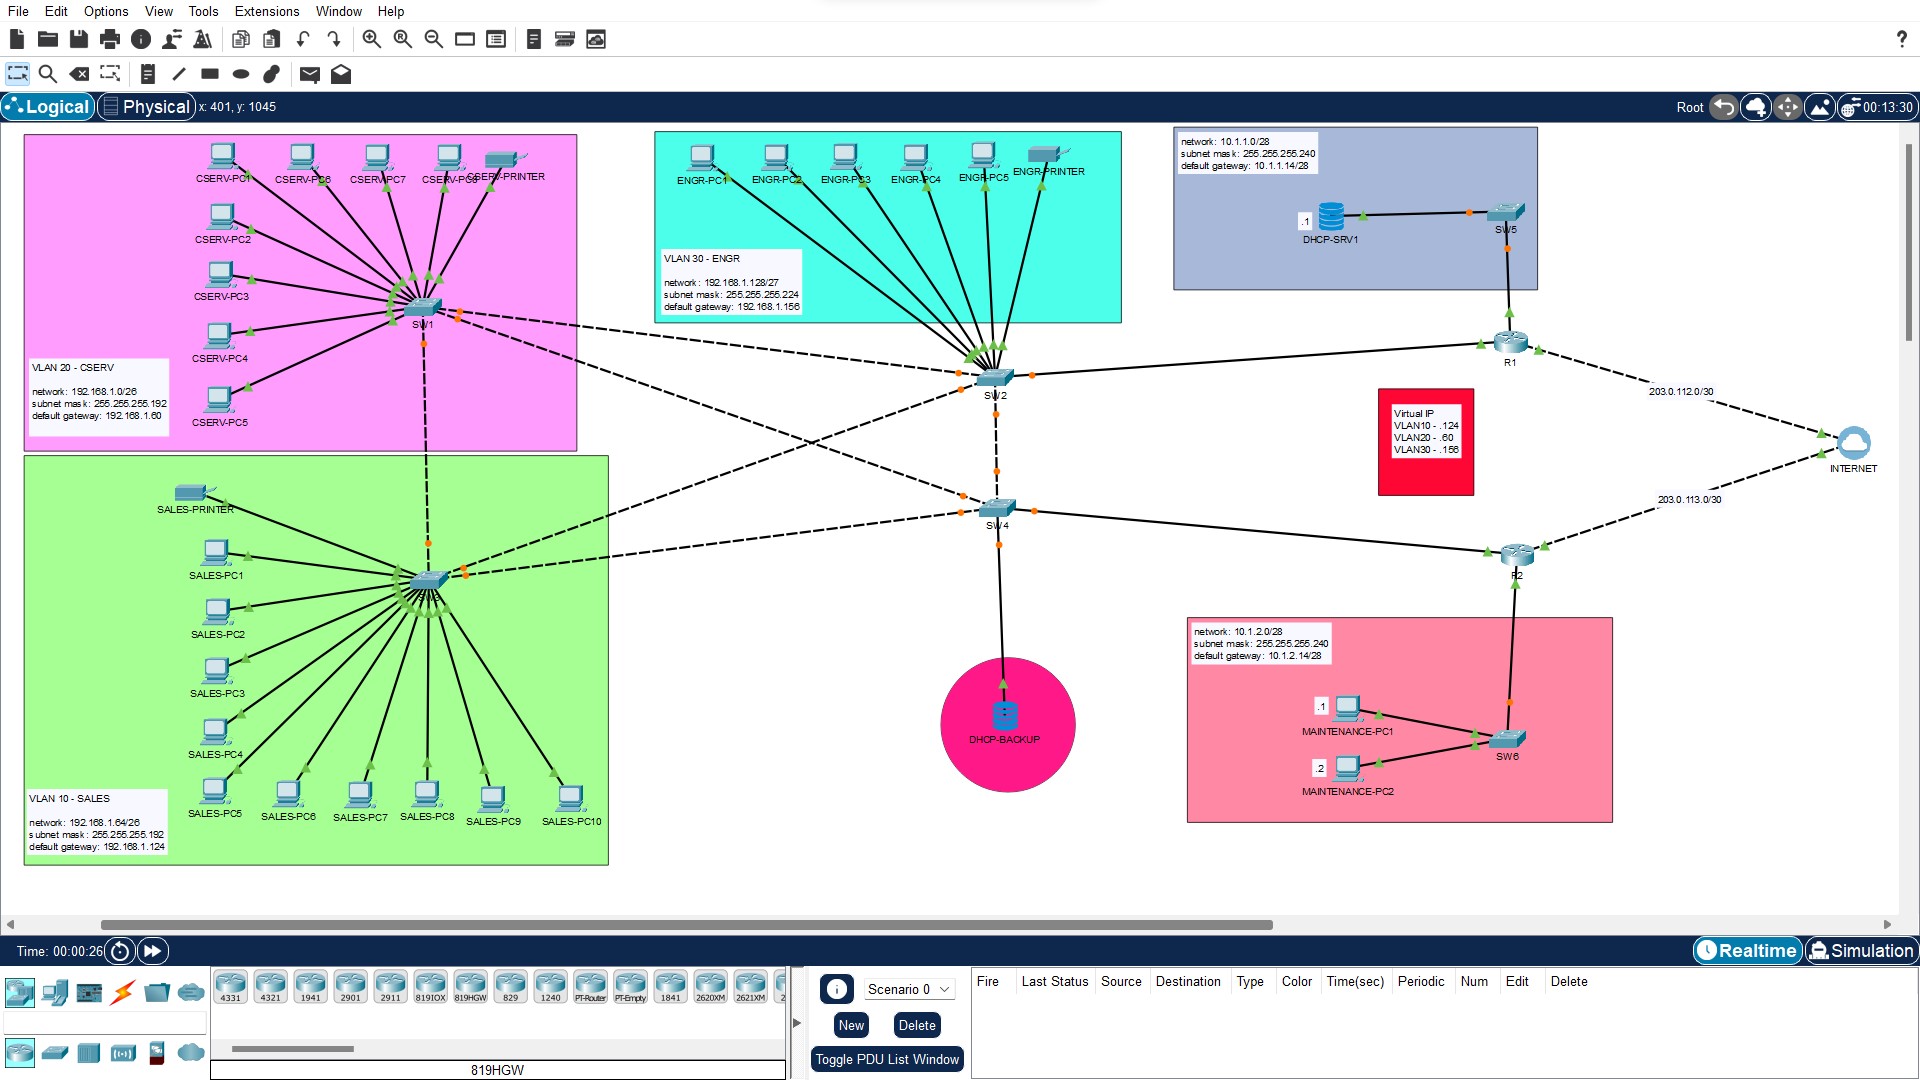 File Edit Options View Tools Extensions Window Help
?
Logical Physical x: 401, y: 1045
Root 00:13:30
CSERV-PC1
CSERV-PC6
CSERV-PC7
CSERV-PC8
CSERV-PRINTER
CSERV-PC2
CSERV-PC3
CSERV-PC4
CSERV-PC5
SW1
VLAN 20 - CSERV
network: 192.168.1.0/26
subnet mask: 255.255.255.192
default gateway: 192.168.1.60
ENGR-PC1
ENGR-PC2
ENGR-PC3
ENGR-PC4
ENGR-PC5
ENGR-PRINTER
VLAN 30 - ENGR
network: 192.168.1.128/27
subnet mask: 255.255.255.224
default gateway: 192.168.1.156
SW2
network: 10.1.1.0/28
subnet mask: 255.255.255.240
default gateway: 10.1.1.14/28
.1
DHCP-SRV1
SW5
R1
203.0.112.0/30
Virtual IP
VLAN10 - .124
VLAN20 - .60
VLAN30 - .156
INTERNET
203.0.113.0/30
SALES-PRINTER
SALES-PC1
SALES-PC2
SALES-PC3
SALES-PC4
SALES-PC5
SALES-PC6
SALES-PC7
SALES-PC8
SALES-PC9
SALES-PC10
SW3
VLAN 10 - SALES
network: 192.168.1.64/26
subnet mask: 255.255.255.192
default gateway: 192.168.1.124
SW4
DHCP-BACKUP
R2
network: 10.1.2.0/28
subnet mask: 255.255.255.240
default gateway: 10.1.2.14/28
.1
MAINTENANCE-PC1
.2
MAINTENANCE-PC2
SW6
Time: 00:00:26
Realtime Simulation
4331 4321 1941 2901 2911 819IOX 819HGW 829 1240 PT-Router PT-Empty 1841 2620XM 2621XM 2
819HGW
Scenario 0
New Delete
Toggle PDU List Window
Fire Last Status Source Destination Type Color Time(sec) Periodic Num Edit Delete